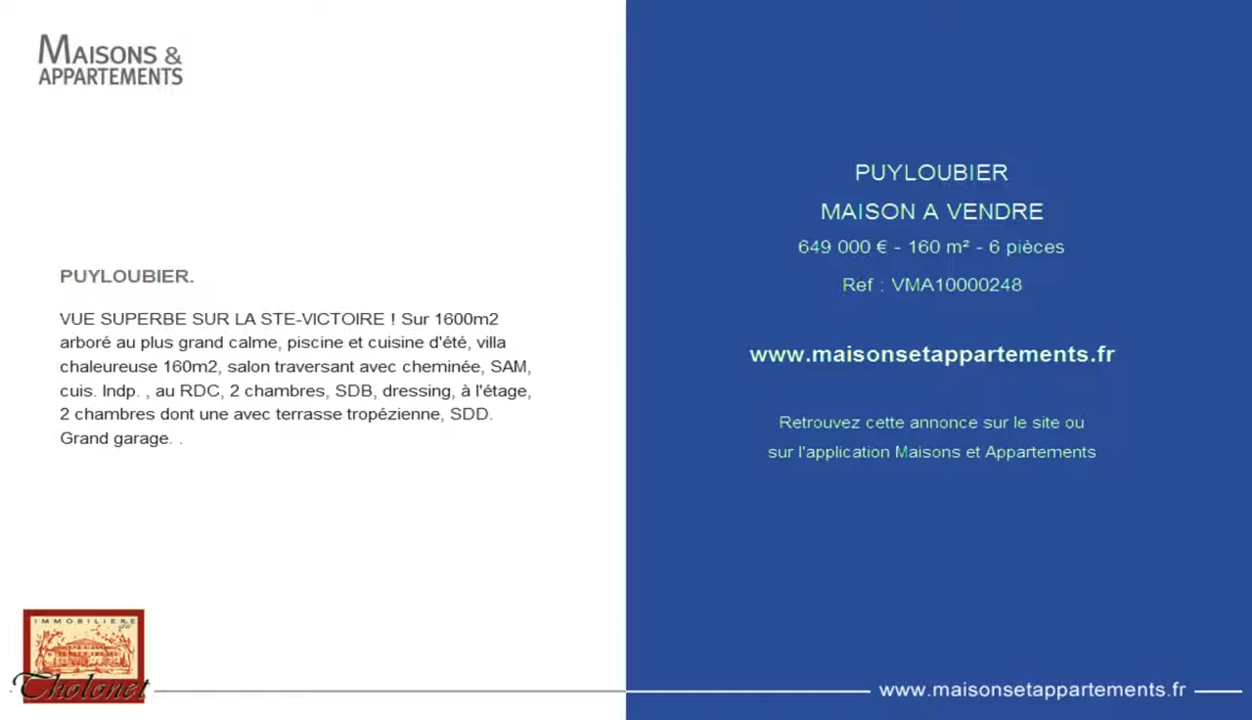 MAISONS &
APPARTEMENTS
PUYLOUBIER.
VUE SUPERBE SUR LA STE-VICTOIRE ! Sur 1600m2
arboré au plus grand calme, piscine et cuisine d'été, villa
chaleureuse 160m2, salon traversant avec cheminée, SAM,
cuis. Indp. , au RDC, 2 chambres, SDB, dressing, à l'étage,
2 chambres dont une avec terrasse tropézienne, SDD.
Grand garage. .
IMMOBILIERE
Tholonet
PUYLOUBIER
MAISON A VENDRE
649 000 € - 160 m² - 6 pièces
Ref : VMA10000248
www.maisonsetappartements.fr
Retrouvez cette annonce sur le site ou
sur l'application Maisons et Appartements
www.maisonsetappartements.fr